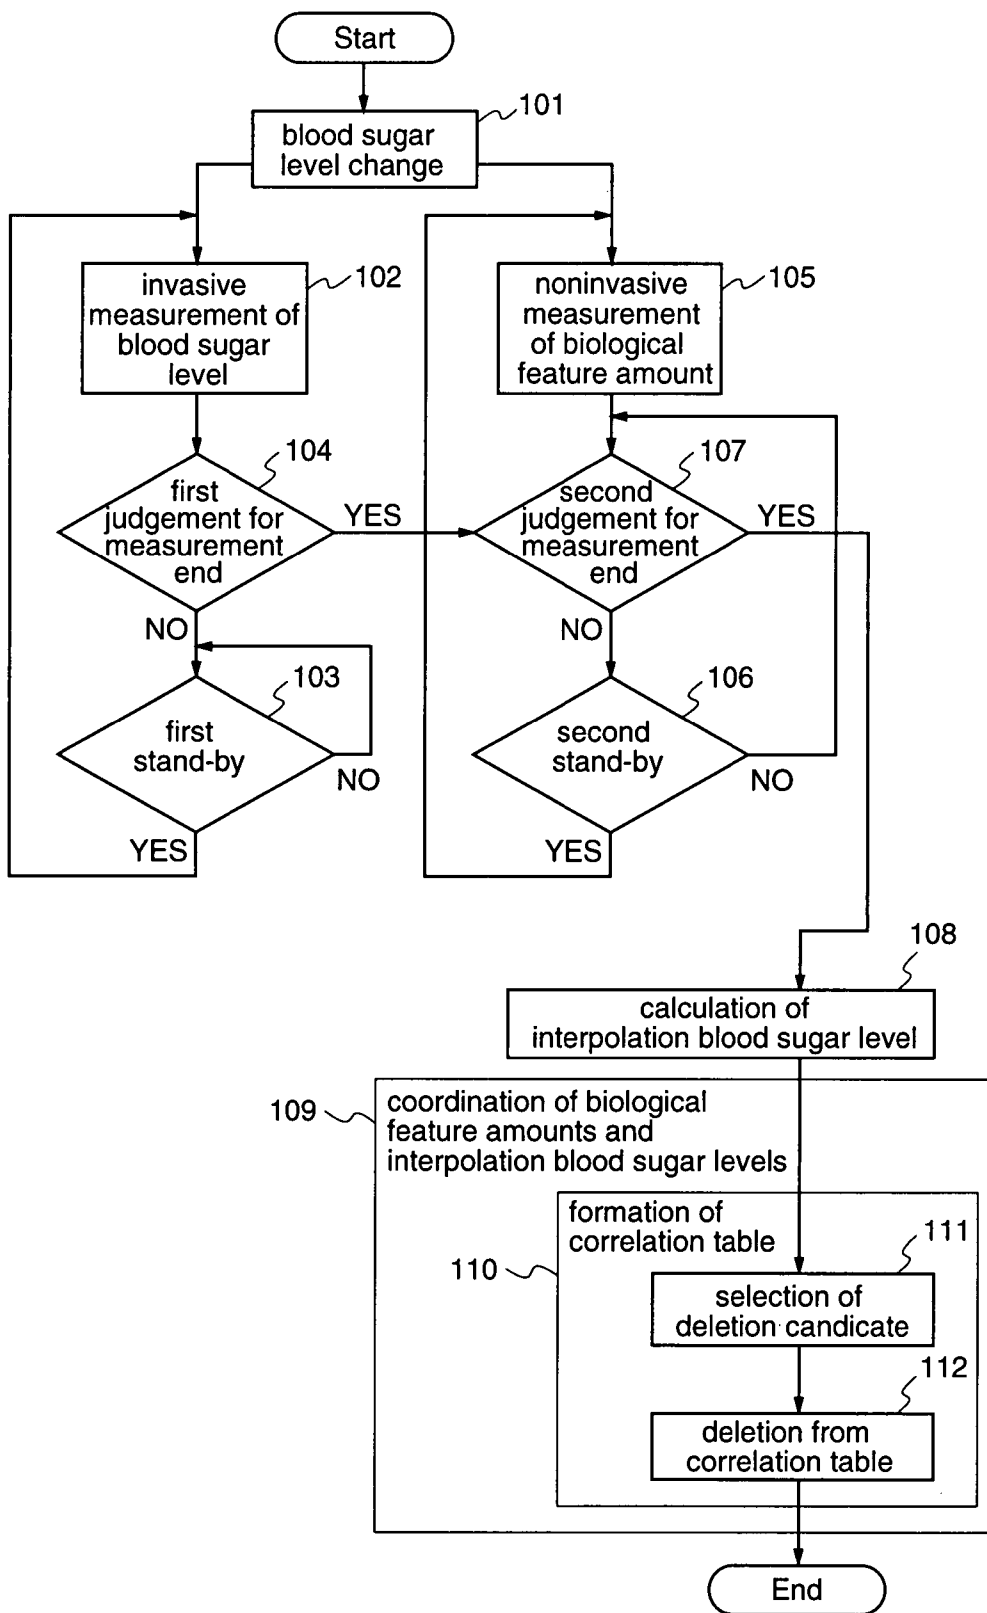 Start
101
blood sugar
level change
102
invasive
measurement of
blood sugar
level
105
noninvasive
measurement
of biological
feature amount
104
first
judgement for
measurement
end
YES
NO
107
second
judgement for
measurement
end
YES
NO
103
first
stand-by
NO
YES
106
second
stand-by
NO
YES
108
calculation of
interpolation blood sugar level
109
coordination of biological
feature amounts and
interpolation blood sugar levels
110
formation of
correlation table
111
selection of
deletion candicate
112
deletion from
correlation table
End